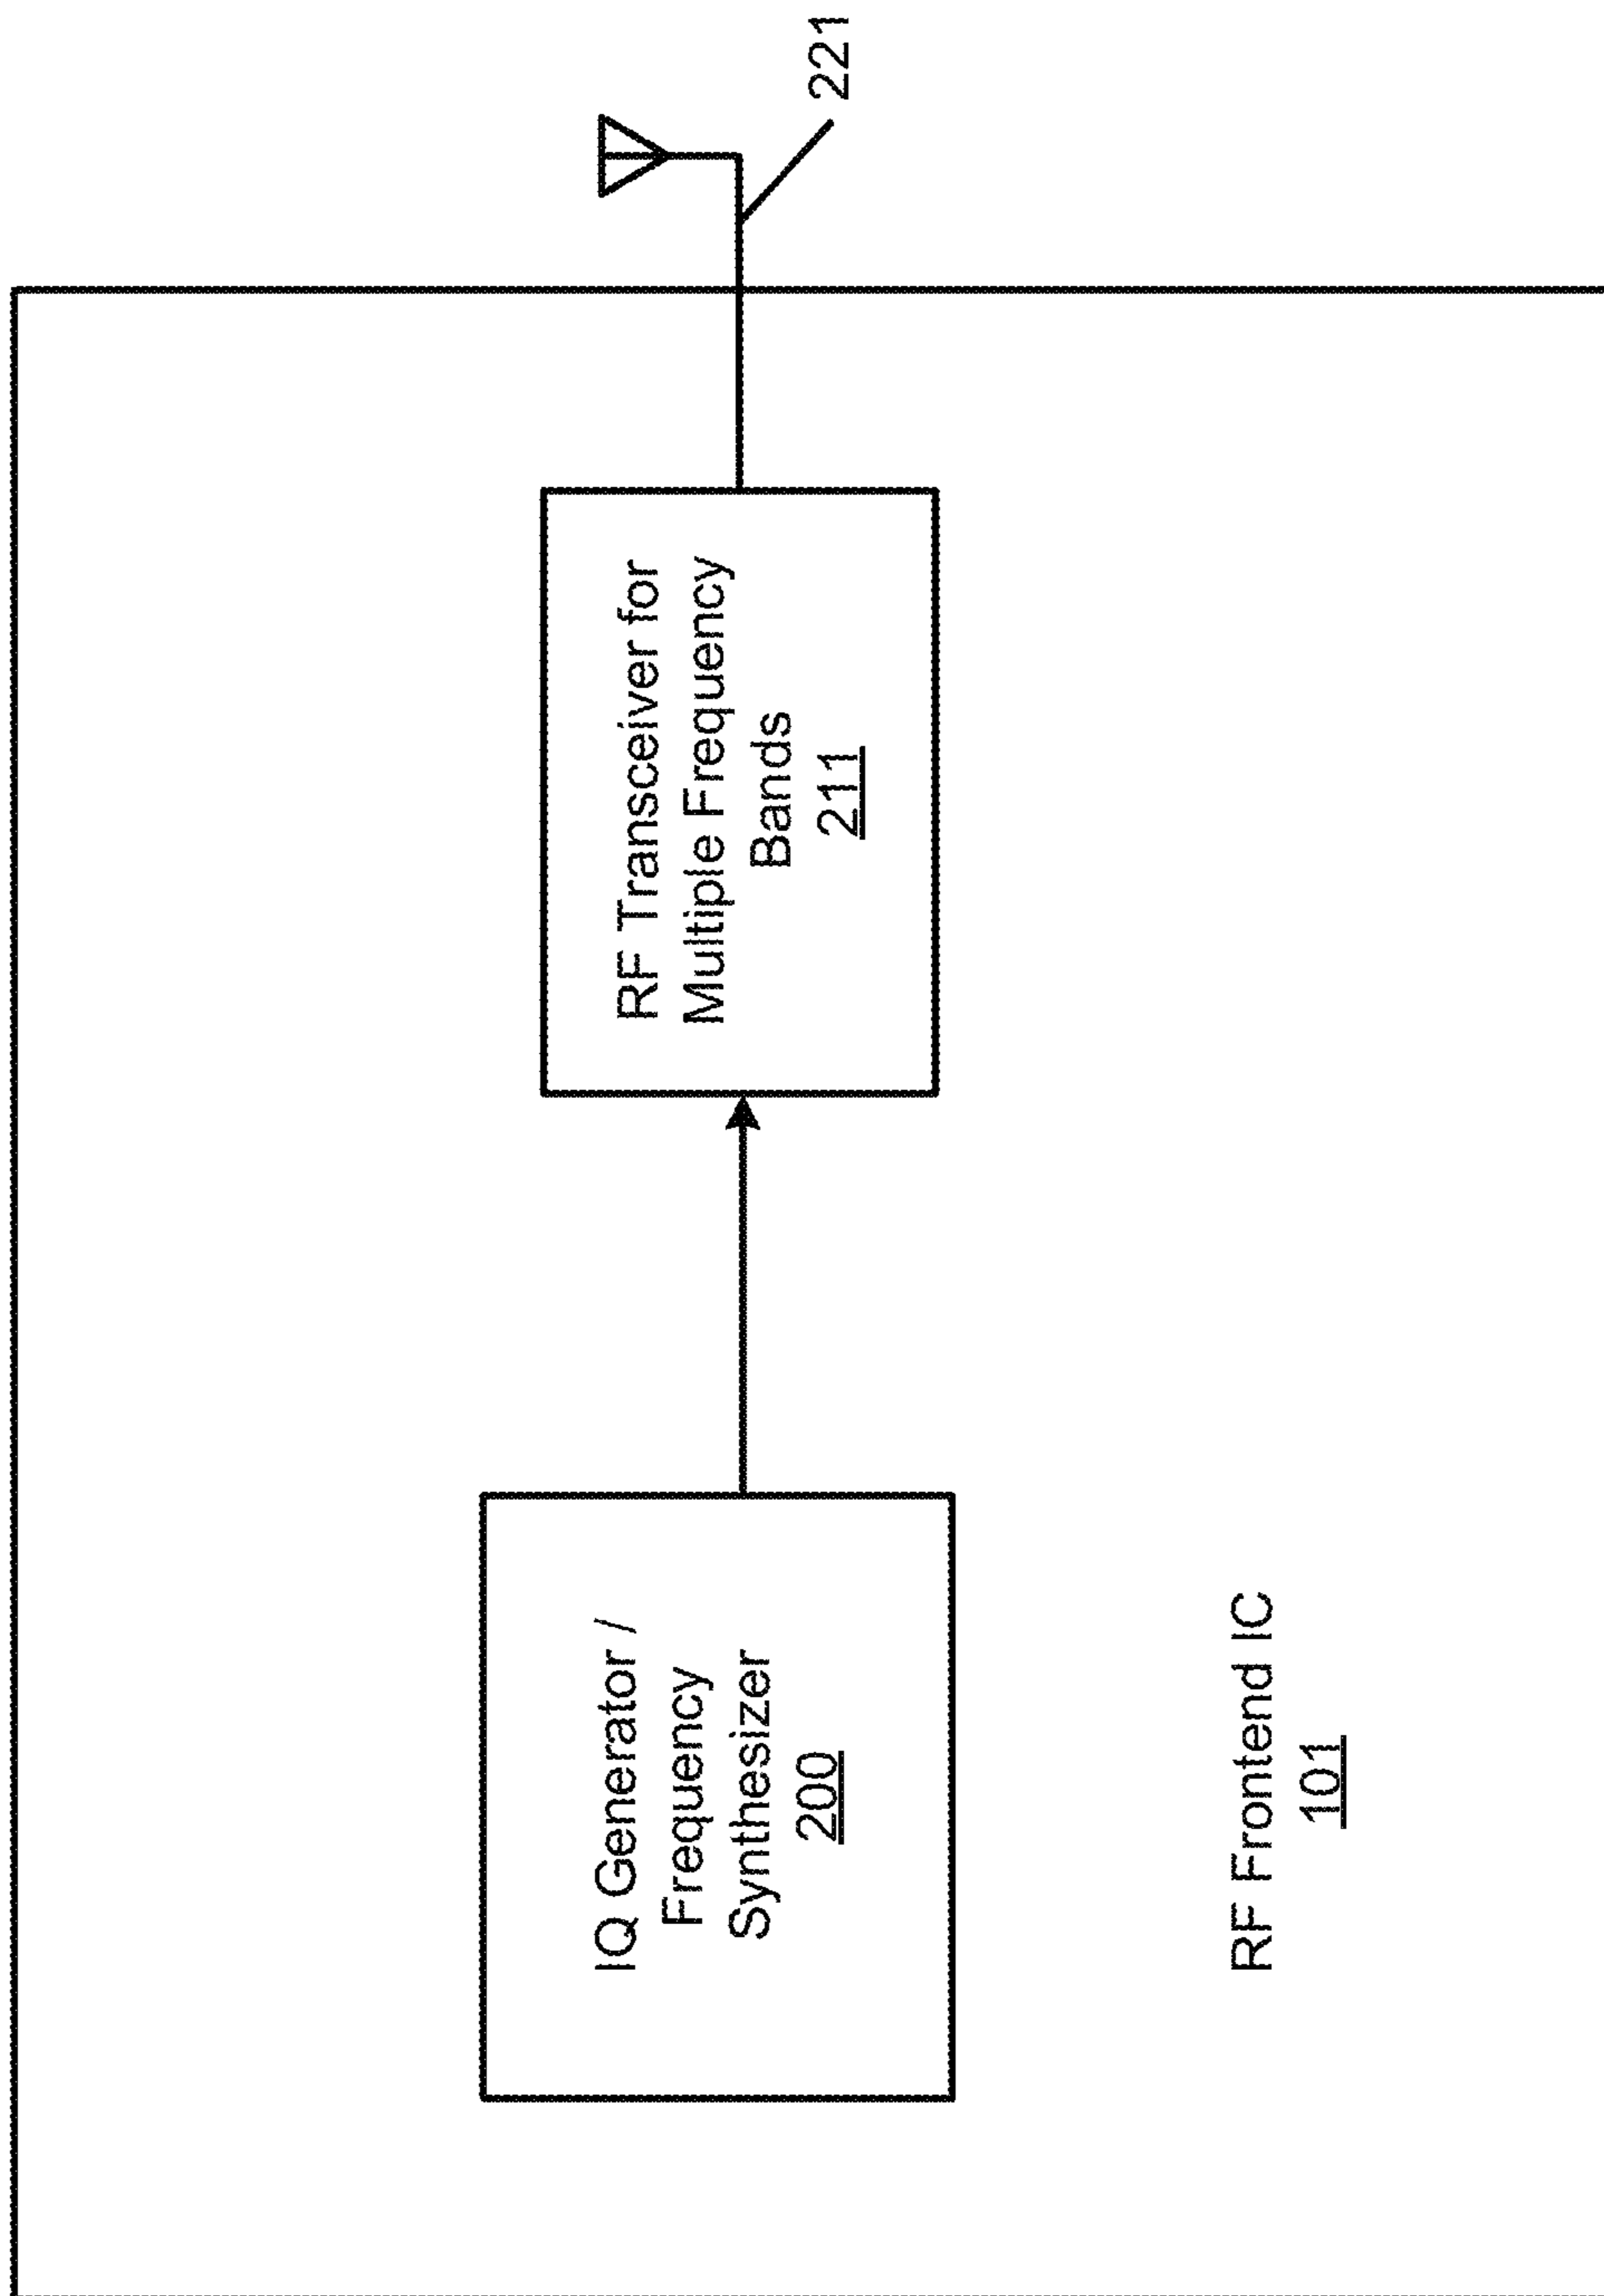 IQ Generator /
Frequency
Synthesizer
200
RF Transceiver for
Multiple Frequency
Bands
211
221
RF Frontend IC
101